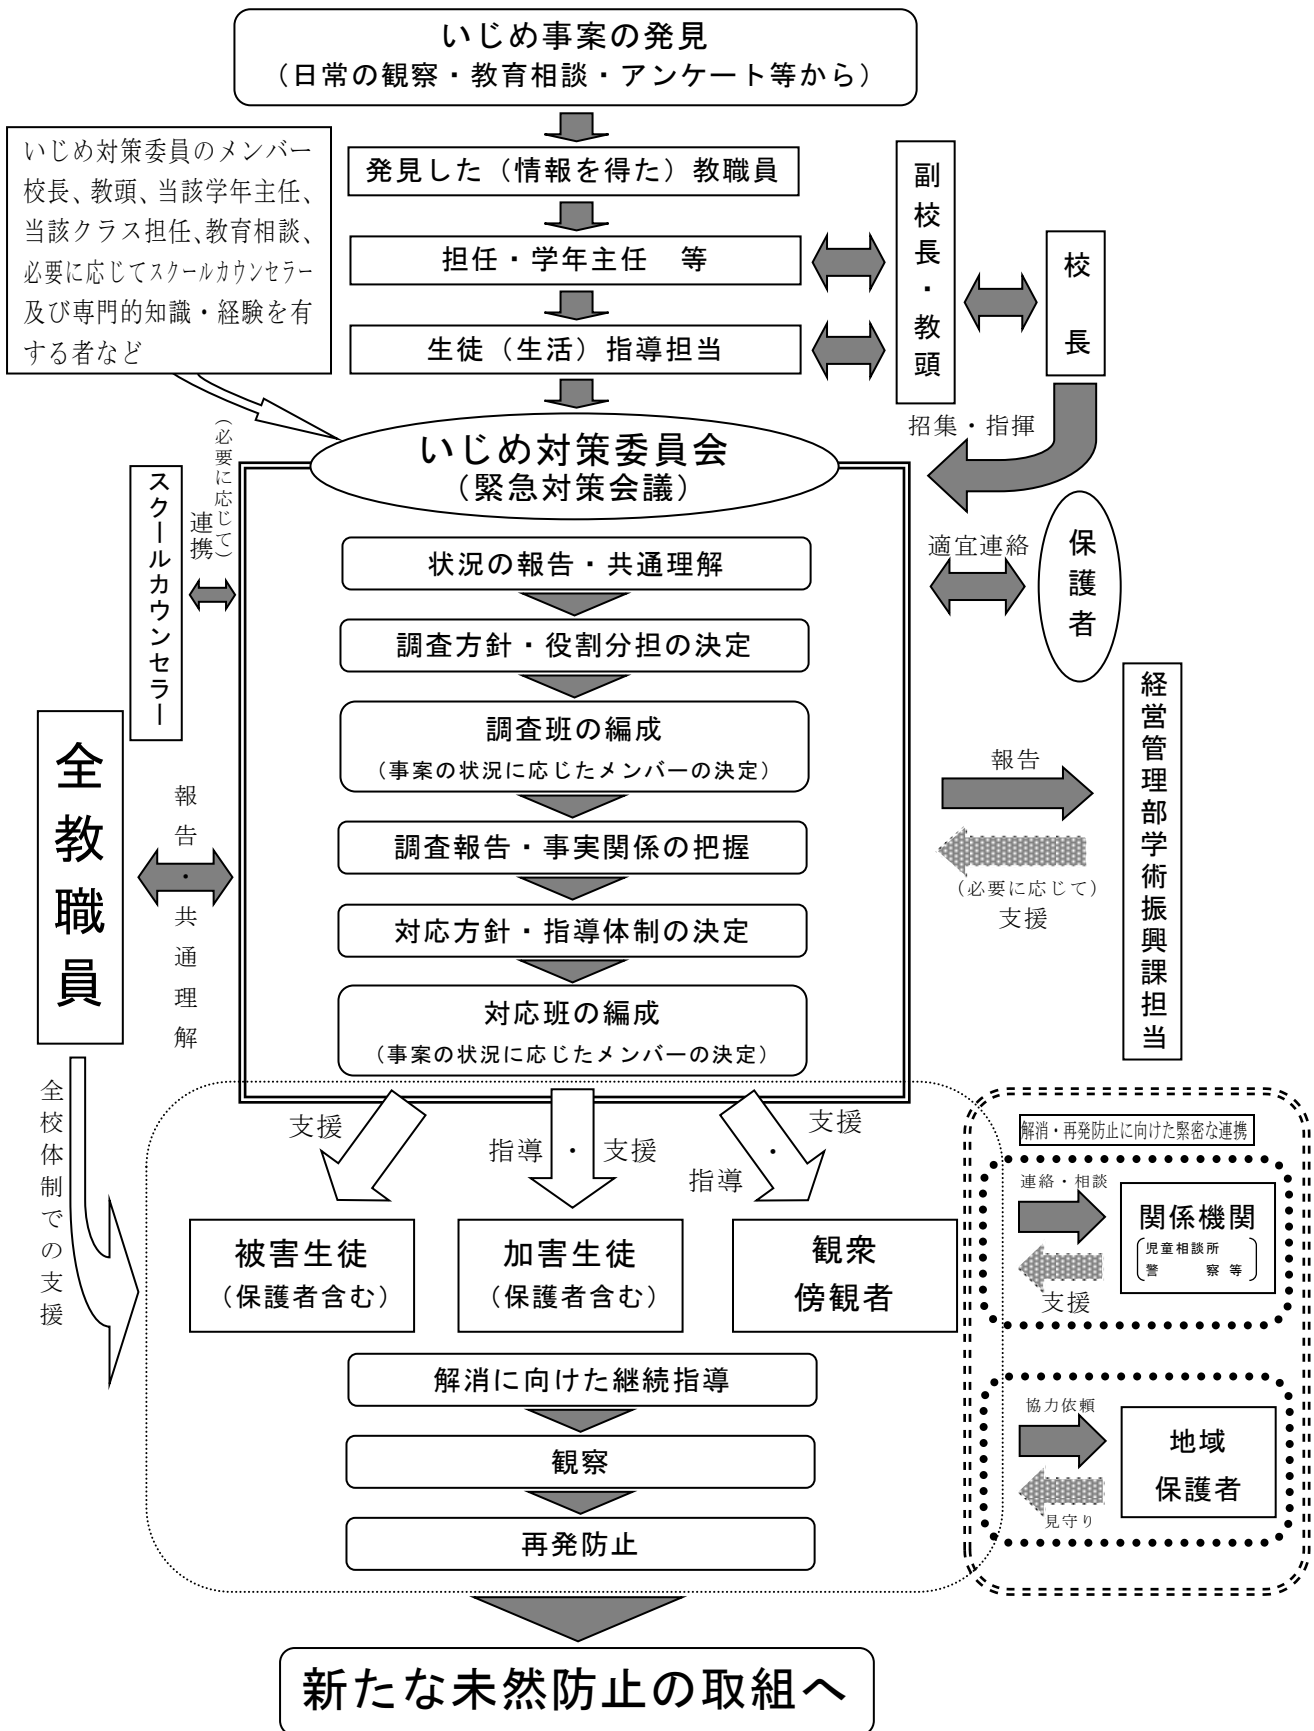 いじめ事案の発見
（日常の観察・教育相談・アンケート等から）
いじめ対策委員のメンバー
校長、教頭、当該学年主任、
当該クラス担任、教育相談、
必要に応じてスクールカウンセラー
及び専門的知識・経験を有
する者など
発見した（情報を得た）教職員
担任・学年主任　等
生徒（生活）指導担当
副校長・教頭
校長
招集・指揮
いじめ対策委員会
（緊急対策会議）
（必要に応じて）
連携
スクールカウンセラー
適宜連絡
保護者
状況の報告・共通理解
調査方針・役割分担の決定
調査班の編成
（事案の状況に応じたメンバーの決定）
調査報告・事実関係の把握
対応方針・指導体制の決定
対応班の編成
（事案の状況に応じたメンバーの決定）
全教職員
報告・共通理解
報告
（必要に応じて）
支援
経営管理部学術振興課担当
全校体制での支援
支援
指導・支援
指導・支援
被害生徒
（保護者含む）
加害生徒
（保護者含む）
観衆
傍観者
解消に向けた継続指導
観察
再発防止
解消・再発防止に向けた緊密な連携
連絡・相談
支援
関係機関
児童相談所
警　察等
協力依頼
見守り
地域
保護者
新たな未然防止の取組へ